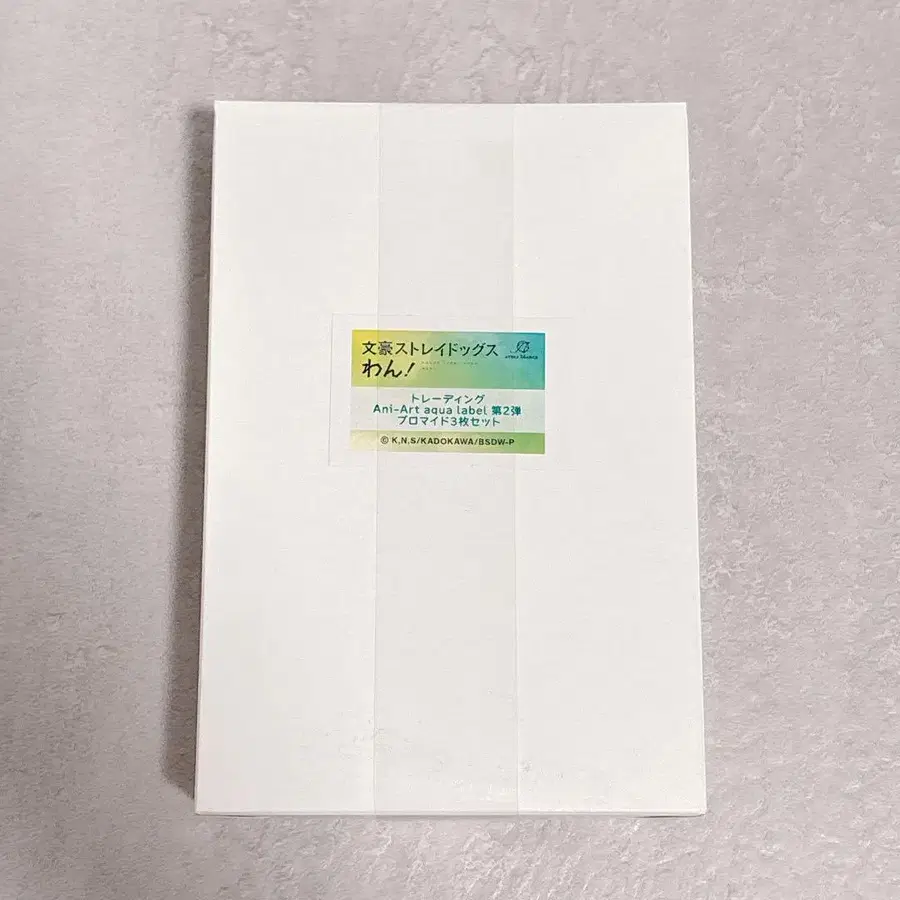 文豪ストレイドッグス
わん!
トレーディング
Ani-Art aqua label 第2弾
ブロマイド3枚セット
© K,N,S/KADOKAWA/BSDW-P